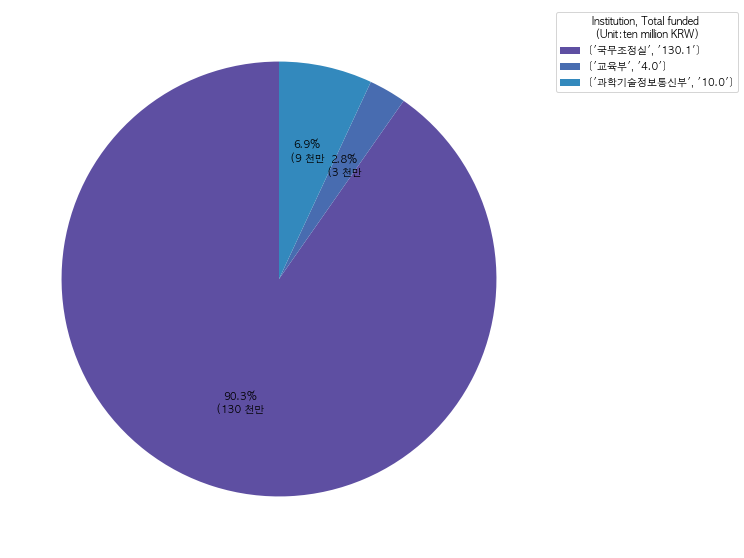 Institution, Total funded
(Unit: ten million KRW)
('국무조정실', '130.1')
('교육부', '4.0')
('과학기술정보통신부', '10.0')
6.9%
(9 천만
2.8%
(3 천만
90.3%
(130 천만